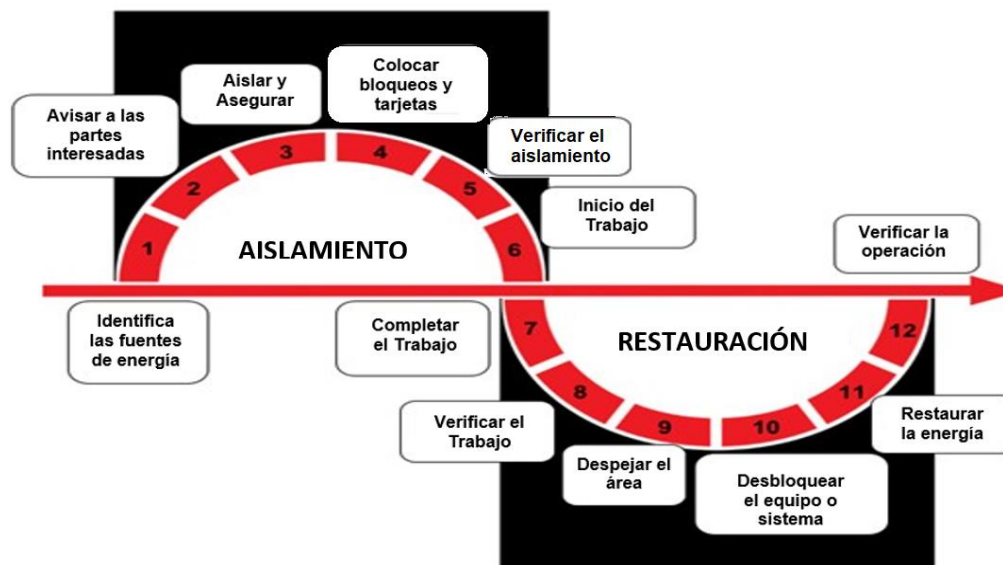 Identifica
las fuentes
de energía
1
Avisar a las
partes
interesadas
2
Aislar y
Asegurar
3
Colocar
bloqueos y
tarjetas
4
Verificar el
aislamiento
5
Inicio del
Trabajo
6
AISLAMIENTO
Completar
el Trabajo
7
Verificar el
Trabajo
8
Despejar el
área
9
Desbloquear
el equipo o
sistema
10
Restaurar
la energía
11
Verificar la
operación
12
RESTAURACIÓN